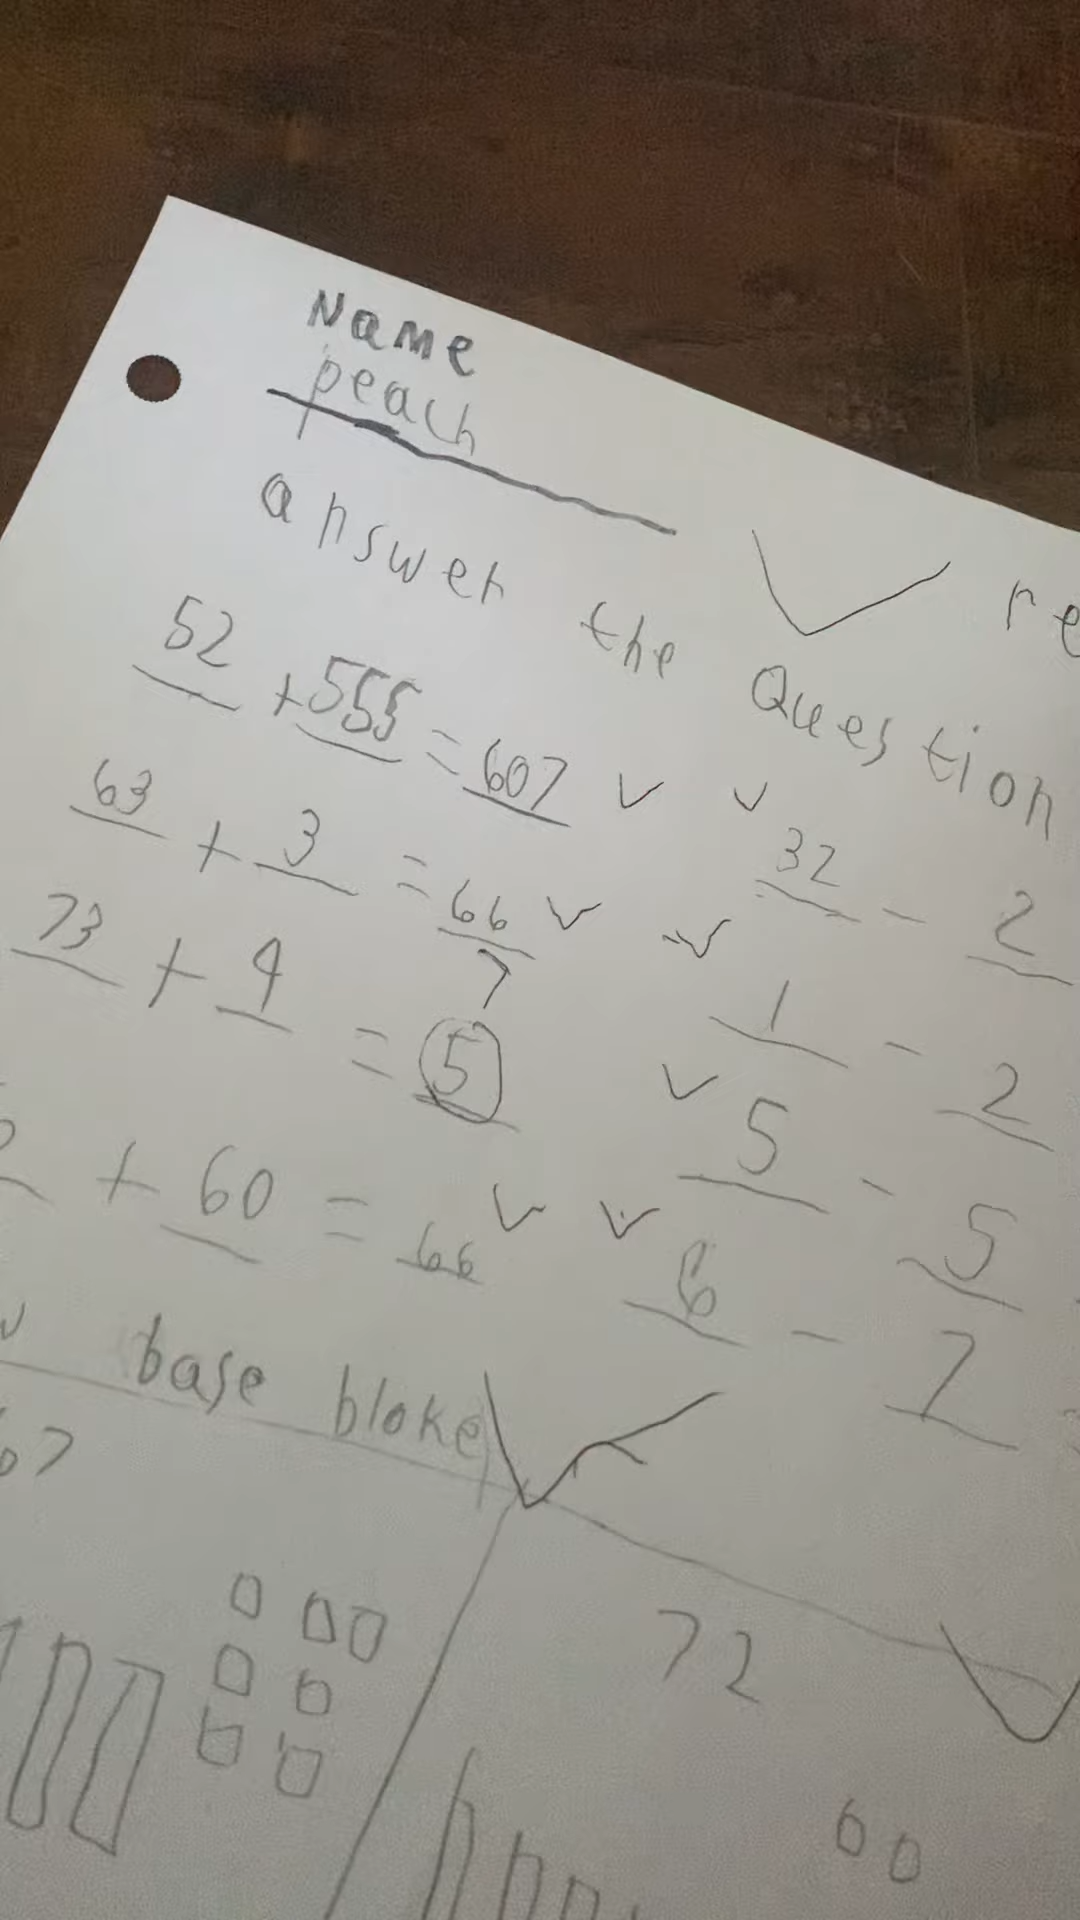 Name
peach
answer the Question
re
52 + 555 = 607
63 + 3 = 66
73 + 4 = 5
7
+ 60 = 66
32 - 2
1 - 2
5 - 5
6 - 7
base bloke
67
72